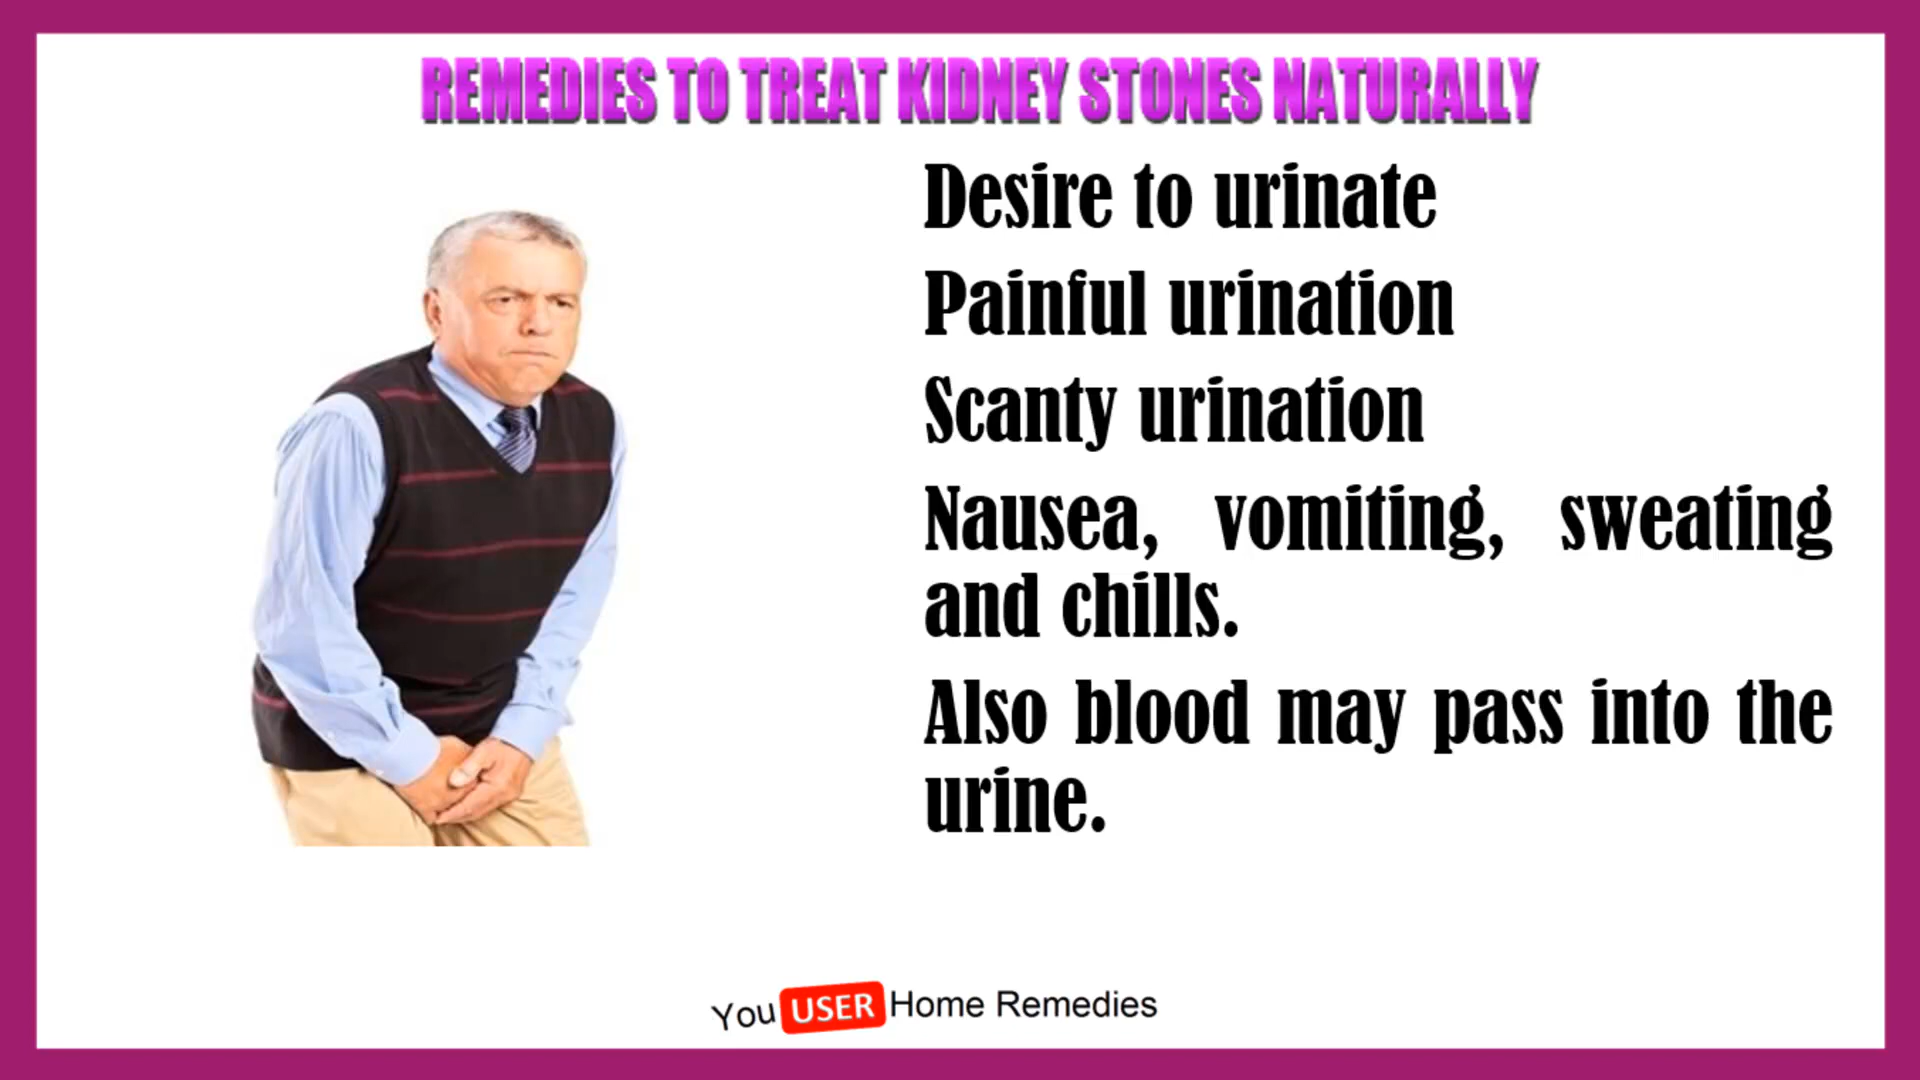 REMEDIES TO TREAT KIDNEY STONES NATURALLY
Desire to urinate
Painful urination
Scanty urination
Nausea, vomiting, sweating
and chills.
Also blood may pass into the
urine.
You USER Home Remedies